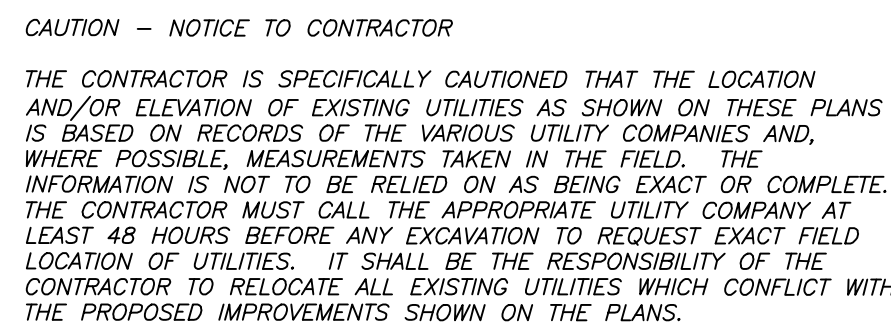 CAUTION – NOTICE TO CONTRACTOR
THE CONTRACTOR IS SPECIFICALLY CAUTIONED THAT THE LOCATION
AND/OR ELEVATION OF EXISTING UTILITIES AS SHOWN ON THESE PLANS
IS BASED ON RECORDS OF THE VARIOUS UTILITY COMPANIES AND,
WHERE POSSIBLE, MEASUREMENTS TAKEN IN THE FIELD. THE
INFORMATION IS NOT TO BE RELIED ON AS BEING EXACT OR COMPLETE.
THE CONTRACTOR MUST CALL THE APPROPRIATE UTILITY COMPANY AT
LEAST 48 HOURS BEFORE ANY EXCAVATION TO REQUEST EXACT FIELD
LOCATION OF UTILITIES. IT SHALL BE THE RESPONSIBILITY OF THE
CONTRACTOR TO RELOCATE ALL EXISTING UTILITIES WHICH CONFLICT WITH
THE PROPOSED IMPROVEMENTS SHOWN ON THE PLANS.